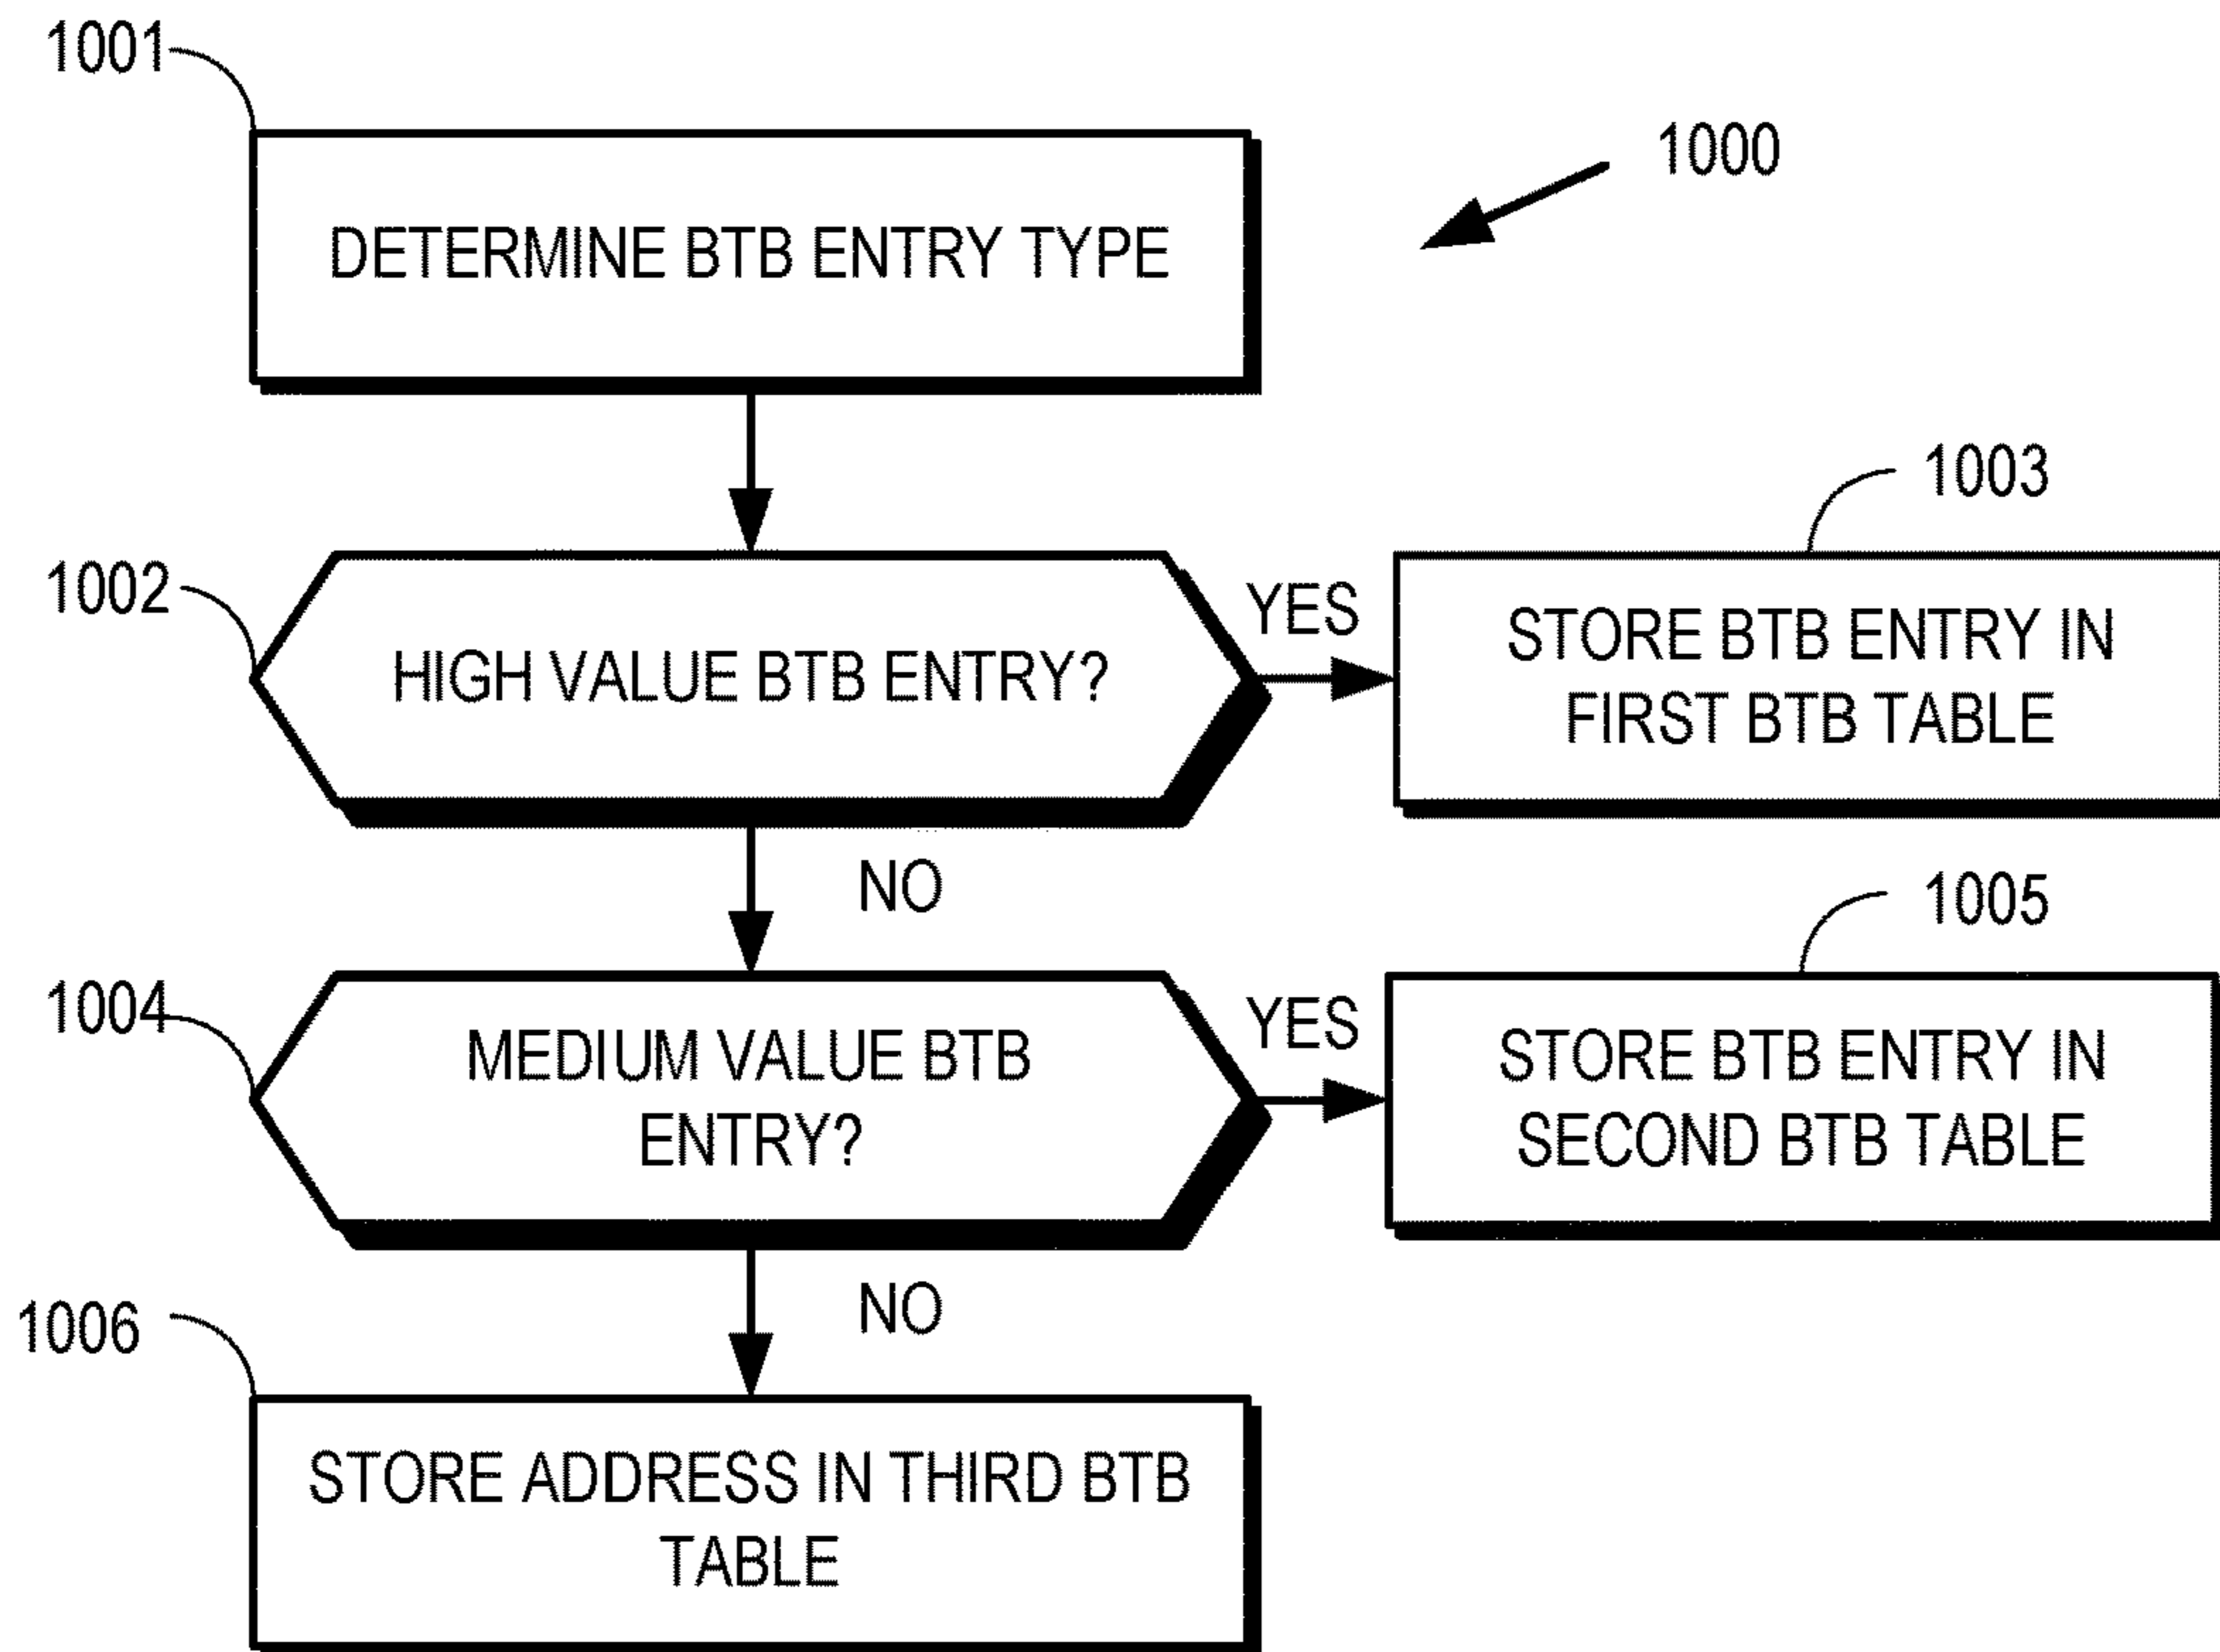 1001
1000
DETERMINE BTB ENTRY TYPE
1003
1002
HIGH VALUE BTB ENTRY?
YES
STORE BTB ENTRY IN
FIRST BTB TABLE
NO
1005
1004
MEDIUM VALUE BTB
ENTRY?
YES
STORE BTB ENTRY IN
SECOND BTB TABLE
NO
1006
STORE ADDRESS IN THIRD BTB
TABLE